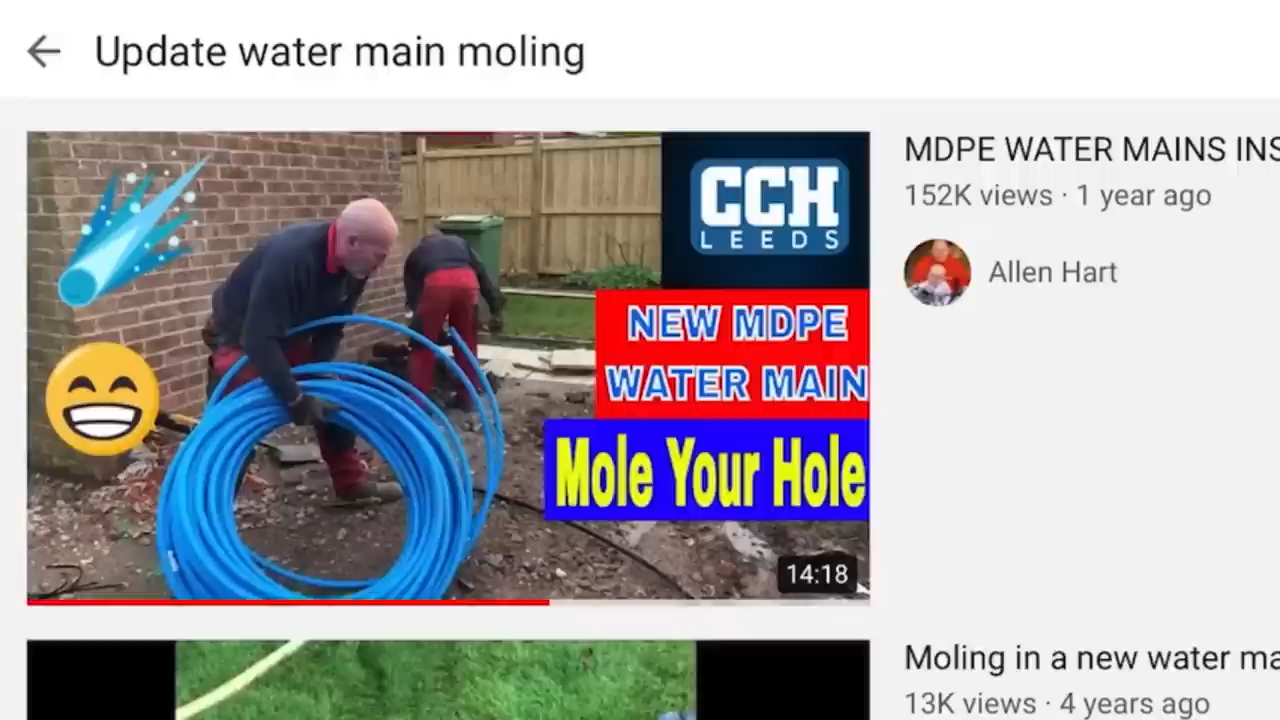 Update water main moling
CCH
LEEDS
NEW MDPE
WATER MAIN
Mole Your Hole
14:18
MDPE WATER MAINS INS
152K views · 1 year ago
Allen Hart
Moling in a new water ma
13K views · 4 years ago